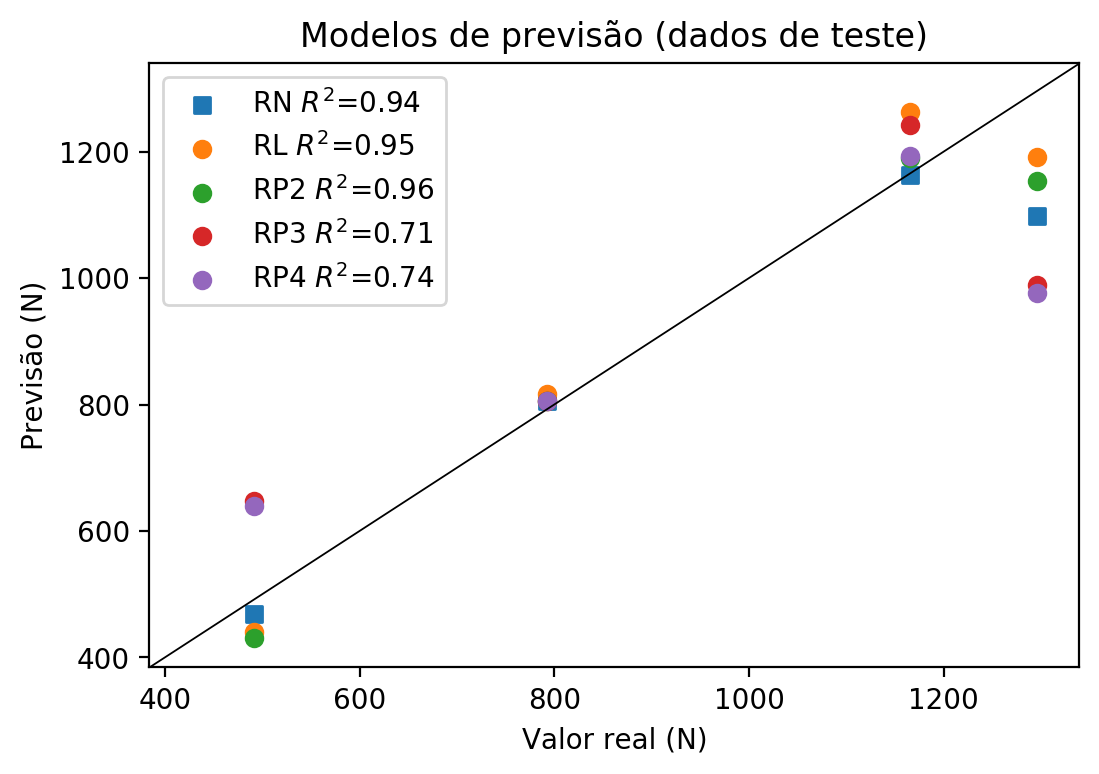 Modelos de previsão (dados de teste)
RN R²=0.94
RL R²=0.95
RP2 R²=0.96
RP3 R²=0.71
RP4 R²=0.74
Previsão (N)
1200
1000
800
600
400
400 600 800 1000 1200
Valor real (N)